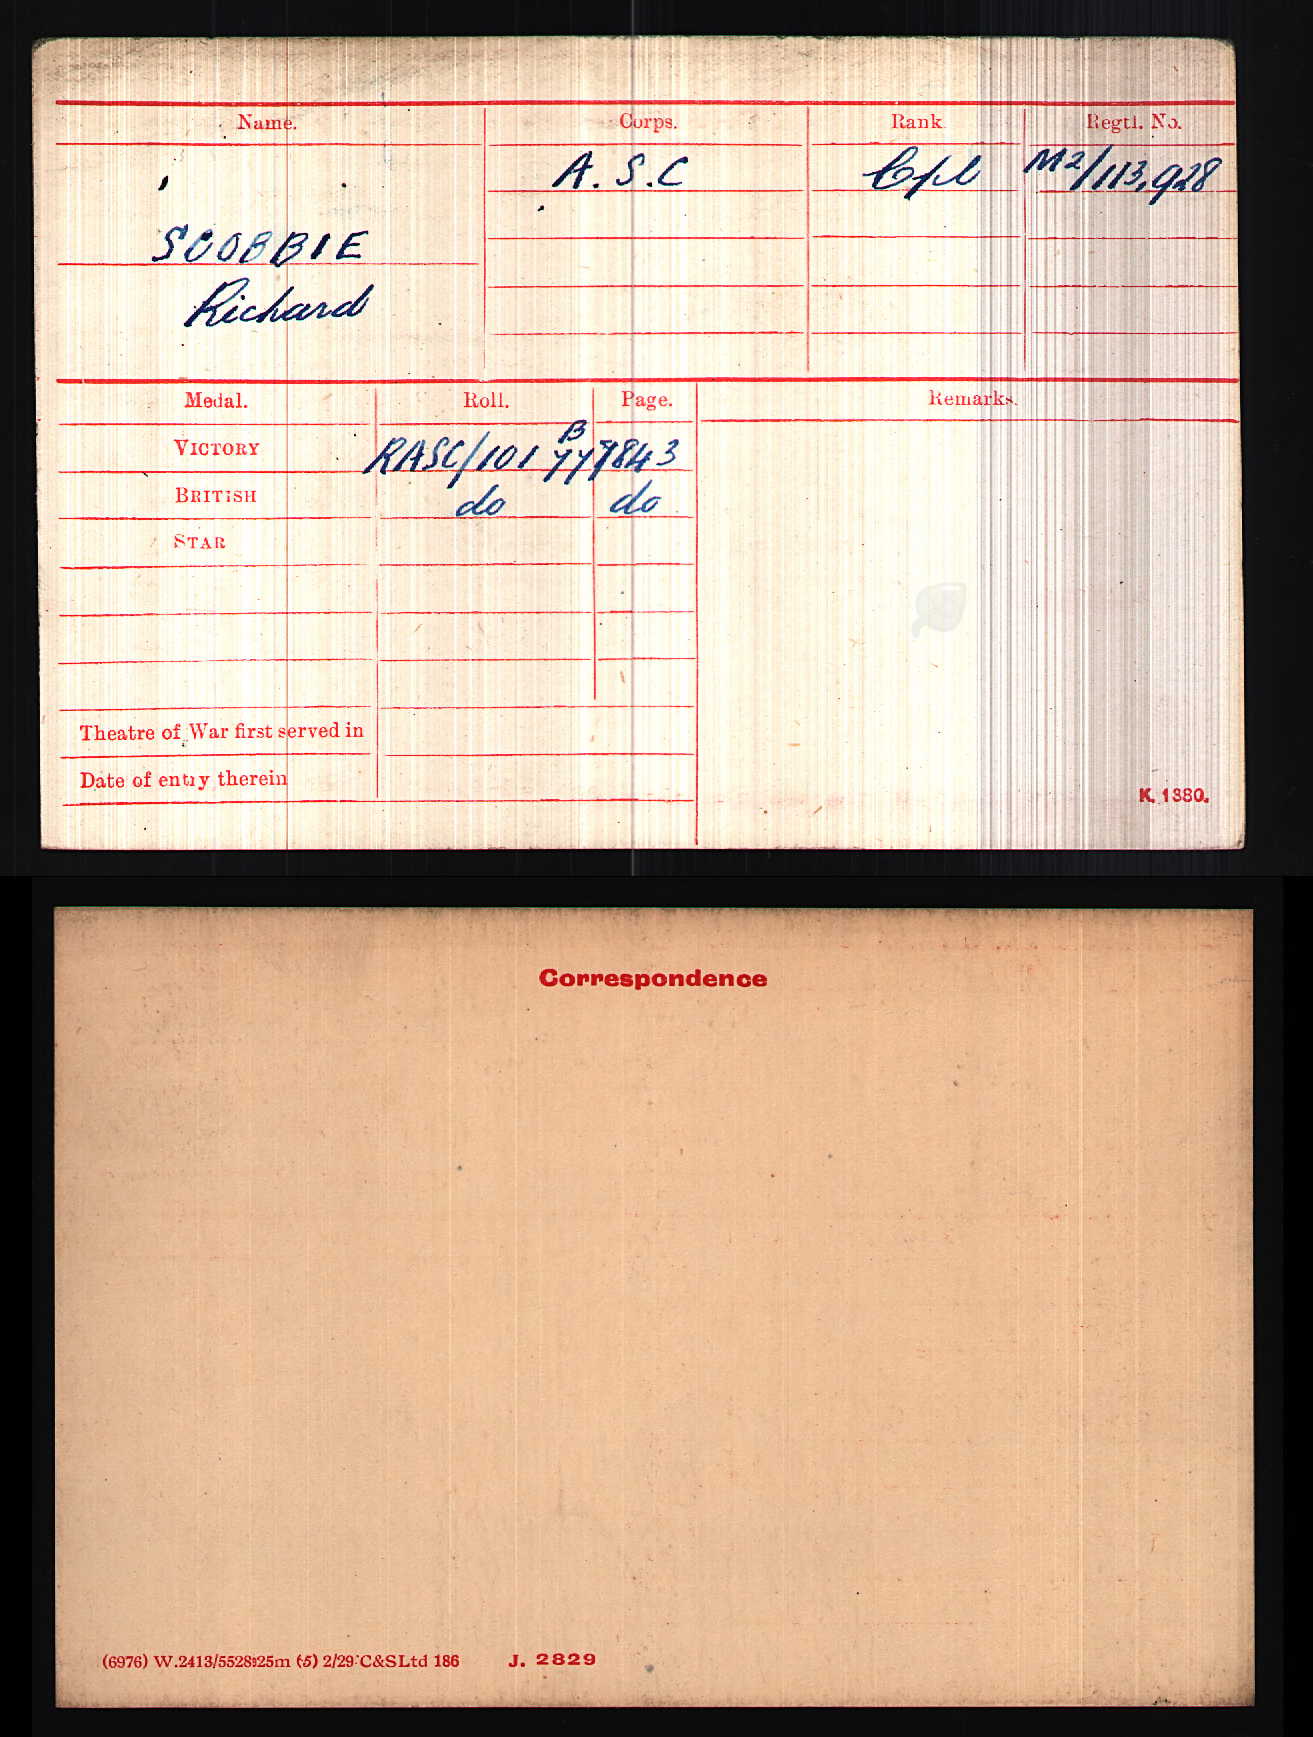 Name. Corps. Rank Regtl. No.
A.S.C Cpl M2/113,928
SCOBBIE
Richard
Medal. Roll. Page. Remarks.
VICTORY RASC/101 B 7843
BRITISH do do
STAR
Theatre of War first served in
Date of entry therein
K. 1380.
Correspondence
(6976) W.2413/5528 25m (5) 2/29 C&SLtd 186 J. 2829